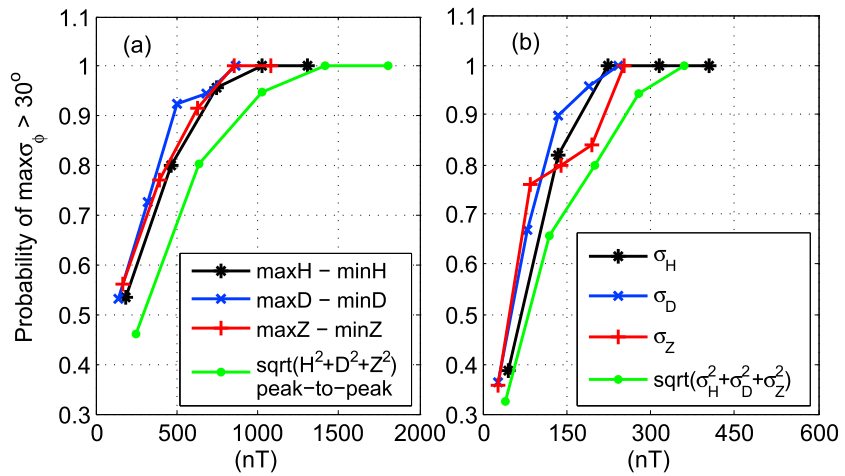 Probability of maxσϕ > 30°
1.1
1
0.9
0.8
0.7
0.6
0.5
0.4
0.3
(a)
maxH − minH
maxD − minD
maxZ − minZ
sqrt(H²+D²+Z²)
peak−to−peak
0 500 1000 1500 2000
(nT)
1.1
1
0.9
0.8
0.7
0.6
0.5
0.4
0.3
(b)
σH
σD
σZ
sqrt(σ²H+σ²D+σ²Z)
0 150 300 450 600
(nT)